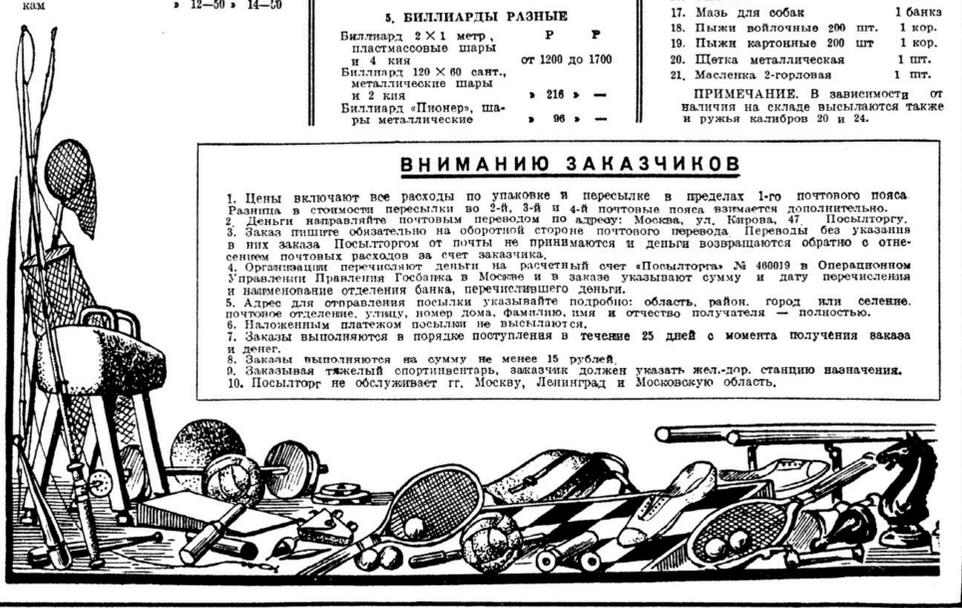 кам » 12—50 » 14—50
5. БИЛЛИАРДЫ РАЗНЫЕ
Биллиард 2 × 1 метр, Р Р
пластмассовые шары
и 4 кия от 1200 до 1700
Биллиард 120 × 60 сант.,
металлические шары
и 2 кия » 216 » —
Биллиард «Пионер», ша-
ры металлические » 96 » —
17. Мазь для собак 1 банка
18. Пыжи войлочные 200 шт. 1 кор.
19. Пыжи картонные 200 шт 1 кор.
20. Щетка металлическая 1 шт.
21. Масленка 2-горловая 1 шт.
ПРИМЕЧАНИЕ. В зависимости от
наличия на складе высылаются также
и ружья калибров 20 и 24.
ВНИМАНИЮ ЗАКАЗЧИКОВ
1. Цены включают все расходы по упаковке и пересылке в пределах 1-го почтового пояса
Разница в стоимости пересылки во 2-й, 3-й и 4-й почтовые пояса взимается дополнительно.
2. Деньги направляйте почтовым переводом по адресу: Москва, ул. Кирова, 47 Посылторгу.
3. Заказ пишите обязательно на оборотной стороне почтового перевода. Переводы без указания
в них заказа Посылторгом от почты не принимаются и деньги возвращаются обратно с отне-
сением почтовых расходов за счет заказчика.
4. Организации перечисляют деньги на расчетный счет «Посылторга» № 460019 в Операционном
Управлении Правления Госбанка в Москве и в заказе указывают сумму и дату перечисления
и наименование отделения банка, перечислившего деньги.
5. Адрес для отправления посылки указывайте подробно: область, район. город или селение.
почтовое отделение, улицу, номер дома, фамилию, имя и отчество получателя — полностью.
6. Наложенным платежом посылки не высылаются.
7. Заказы выполняются в порядке поступления в течение 25 дней с момента получения заказа
и денег.
8. Заказы выполняются на сумму не менее 15 рублей.
9. Заказывая тяжелый спортинвентарь, заказчик должен указать жел.-дор. станцию назначения.
10. Посылторг не обслуживает гг. Москву, Ленинград и Московскую область.